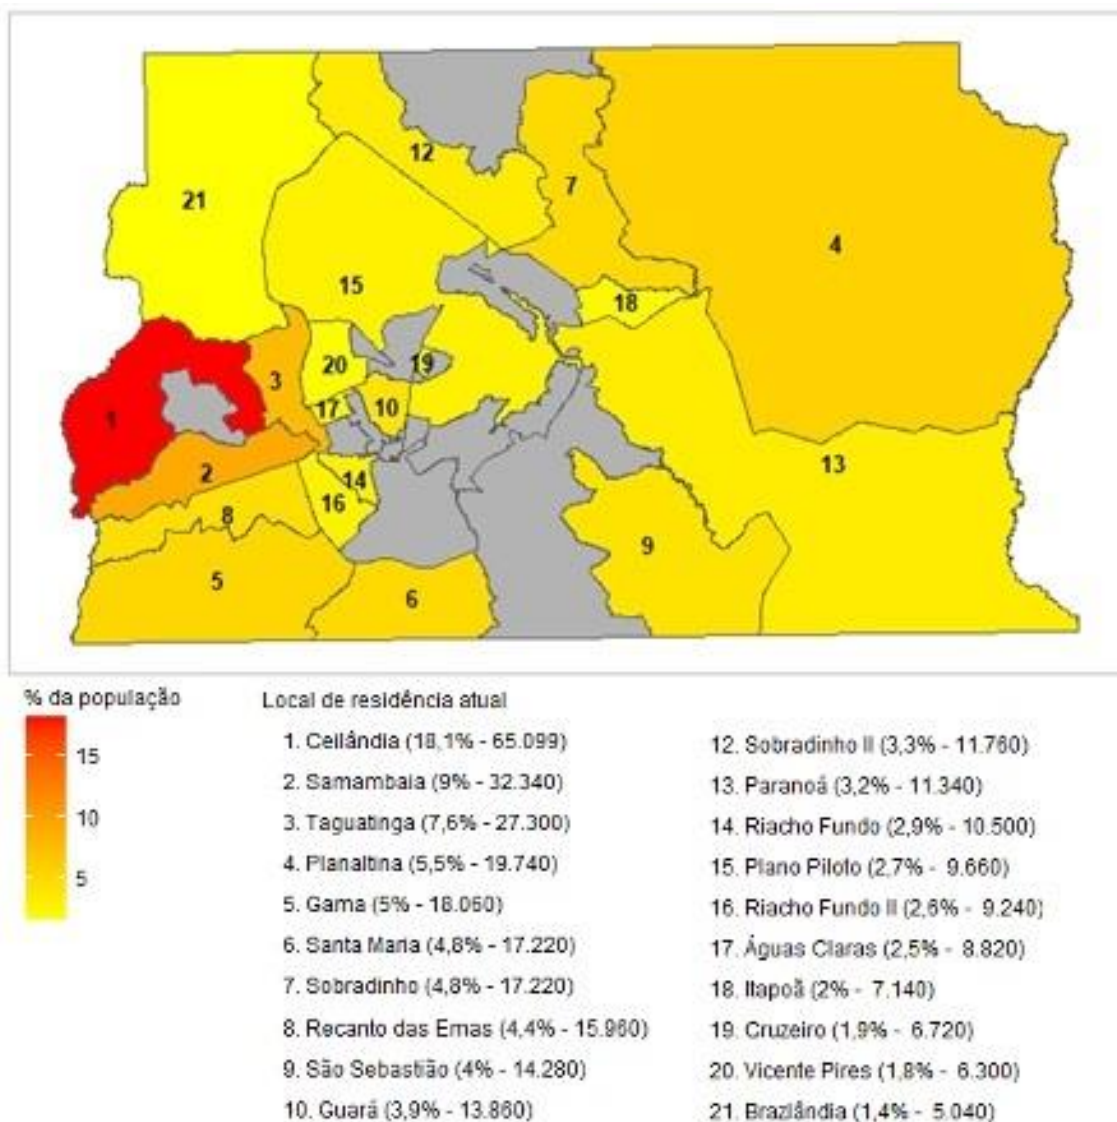 12
7
21
4
15
18
3
20
19
1
17
10
2
14
13
16
8
9
5
6
% da população
15
10
5
Local de residência atual
1. Ceilândia (18,1% - 65.099)
2. Samambaia (9% - 32.340)
3. Taguatinga (7,6% - 27.300)
4. Planaltina (5,5% - 19.740)
5. Gama (5% - 18.060)
6. Santa Maria (4,8% - 17.220)
7. Sobradinho (4,8% - 17.220)
8. Recanto das Emas (4,4% - 15.960)
9. São Sebastião (4% - 14.280)
10. Guará (3,9% - 13.860)
12. Sobradinho II (3,3% - 11.760)
13. Paranoá (3,2% - 11.340)
14. Riacho Fundo (2,9% - 10.500)
15. Plano Piloto (2,7% - 9.660)
16. Riacho Fundo II (2,6% - 9.240)
17. Águas Claras (2,5% - 8.820)
18. Itapoã (2% - 7.140)
19. Cruzeiro (1,9% - 6.720)
20. Vicente Pires (1,8% - 6.300)
21. Brazlândia (1,4% - 5.040)